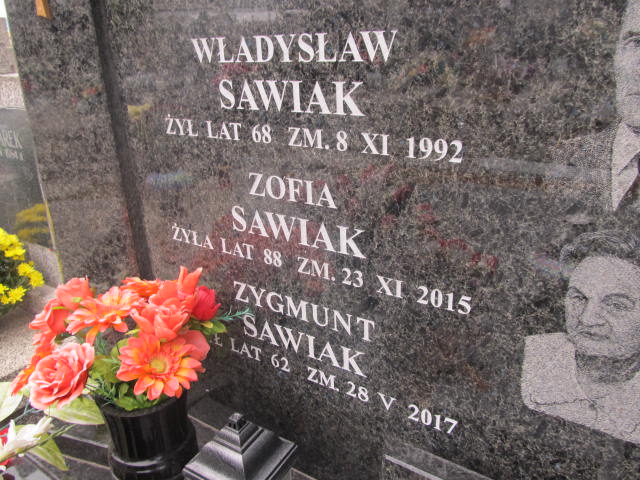 WŁADYSŁAW
SAWIAK
ŻYŁ LAT 68 ZM. 8 XI 1992
ZOFIA
SAWIAK
ŻYŁA LAT 88 ZM. 23 XI 2015
ZYGMUNT
SAWIAK
LAT 62 ZM. 28 V 2017